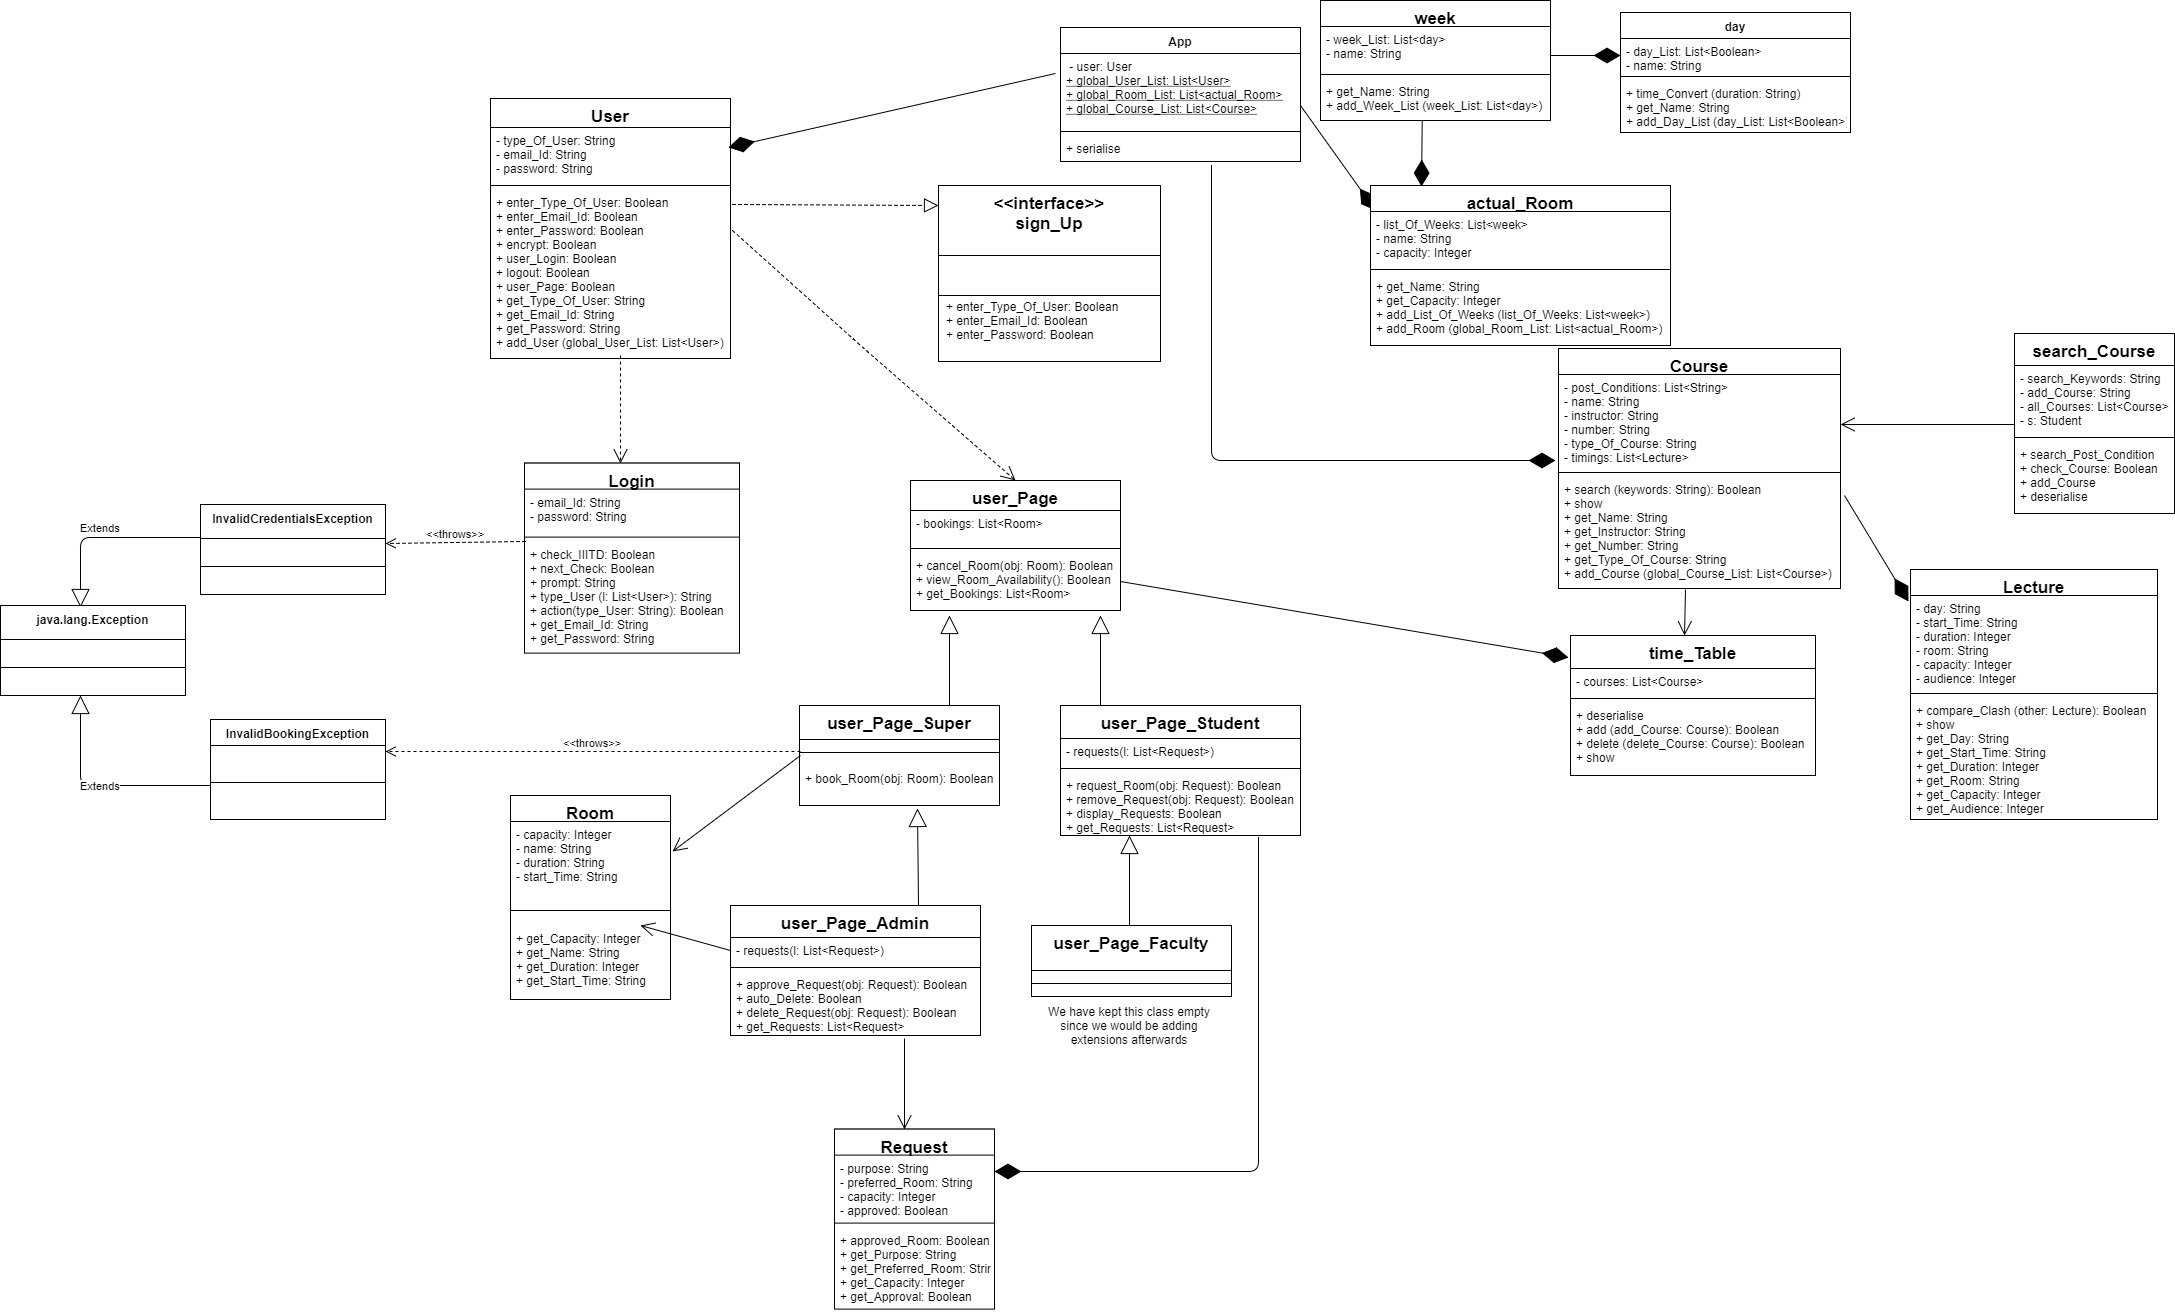 week
- week_List: List<day>
- name: String
+ get_Name: String
+ add_Week_List (week_List: List<day>)
day
- day_List: List<Boolean>
- name: String
+ time_Convert (duration: String)
+ get_Name: String
+ add_Day_List (day_List: List<Boolean>
App
- user: User
+ global_User_List: List<User>
+ global_Room_List: List<actual_Room>
+ global_Course_List: List<Course>
+ serialise
User
- type_Of_User: String
- email_Id: String
- password: String
+ enter_Type_Of_User: Boolean
+ enter_Email_Id: Boolean
+ enter_Password: Boolean
+ encrypt: Boolean
+ user_Login: Boolean
+ logout: Boolean
+ user_Page: Boolean
+ get_Type_Of_User: String
+ get_Email_Id: String
+ get_Password: String
+ add_User (global_User_List: List<User>)
<<interface>>
sign_Up
+ enter_Type_Of_User: Boolean
+ enter_Email_Id: Boolean
+ enter_Password: Boolean
actual_Room
- list_Of_Weeks: List<week>
- name: String
- capacity: Integer
+ get_Name: String
+ get_Capacity: Integer
+ add_List_Of_Weeks (list_Of_Weeks: List<week>)
+ add_Room (global_Room_List: List<actual_Room>)
Course
- post_Conditions: List<String>
- name: String
- instructor: String
- number: String
- type_Of_Course: String
- timings: List<Lecture>
+ search (keywords: String): Boolean
+ show
+ get_Name: String
+ get_Instructor: String
+ get_Number: String
+ get_Type_Of_Course: String
+ add_Course (global_Course_List: List<Course>)
search_Course
- search_Keywords: String
- add_Course: String
- all_Courses: List<Course>
- s: Student
+ search_Post_Condition
+ check_Course: Boolean
+ add_Course
+ deserialise
Login
- email_Id: String
- password: String
+ check_IIITD: Boolean
+ next_Check: Boolean
+ prompt: String
+ type_User (l: List<User>): String
+ action(type_User: String): Boolean
+ get_Email_Id: String
+ get_Password: String
<<throws>>
InvalidCredentialsException
Extends
java.lang.Exception
user_Page
- bookings: List<Room>
+ cancel_Room(obj: Room): Boolean
+ view_Room_Availability(): Boolean
+ get_Bookings: List<Room>
Lecture
- day: String
- start_Time: String
- duration: Integer
- room: String
- capacity: Integer
- audience: Integer
+ compare_Clash (other: Lecture): Boolean
+ show
+ get_Day: String
+ get_Start_Time: String
+ get_Duration: Integer
+ get_Room: String
+ get_Capacity: Integer
+ get_Audience: Integer
time_Table
- courses: List<Course>
+ deserialise
+ add (add_Course: Course): Boolean
+ delete (delete_Course: Course): Boolean
+ show
InvalidBookingException
Extends
<<throws>>
user_Page_Super
+ book_Room(obj: Room): Boolean
user_Page_Student
- requests(l: List<Request>)
+ request_Room(obj: Request): Boolean
+ remove_Request(obj: Request): Boolean
+ display_Requests: Boolean
+ get_Requests: List<Request>
Room
- capacity: Integer
- name: String
- duration: String
- start_Time: String
+ get_Capacity: Integer
+ get_Name: String
+ get_Duration: Integer
+ get_Start_Time: String
user_Page_Admin
- requests(l: List<Request>)
+ approve_Request(obj: Request): Boolean
+ auto_Delete: Boolean
+ delete_Request(obj: Request): Boolean
+ get_Requests: List<Request>
user_Page_Faculty
We have kept this class empty
since we would be adding
extensions afterwards
Request
- purpose: String
- preferred_Room: String
- capacity: Integer
- approved: Boolean
+ approved_Room: Boolean
+ get_Purpose: String
+ get_Preferred_Room: Strin
+ get_Capacity: Integer
+ get_Approval: Boolean